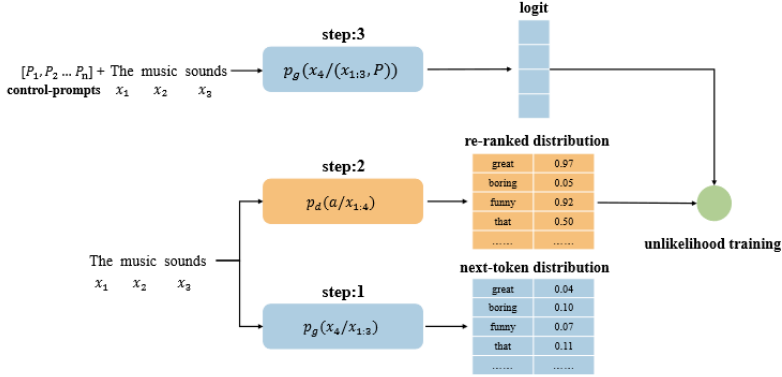 logit
step:3
[P₁, P₂ ... Pₙ] + The music sounds
control-prompts x₁ x₂ x₃
p_g(x₄/(x₁:₃, P))
re-ranked distribution
step:2
great 0.97
boring 0.05
funny 0.92
that 0.50
...... ......
p_d(a/x₁:₄)
unlikelihood training
The music sounds
x₁ x₂ x₃
next-token distribution
step:1
great 0.04
boring 0.10
funny 0.07
that 0.11
...... ......
p_g(x₄/x₁:₃)